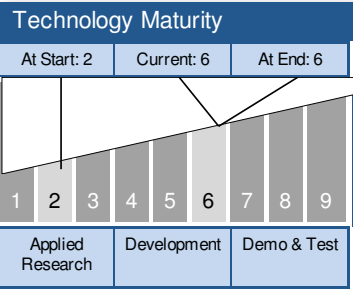 Technology Maturity
At Start: 2 Current: 6 At End: 6
1 2 3 4 5 6 7 8 9
Applied Development Demo & Test
Research